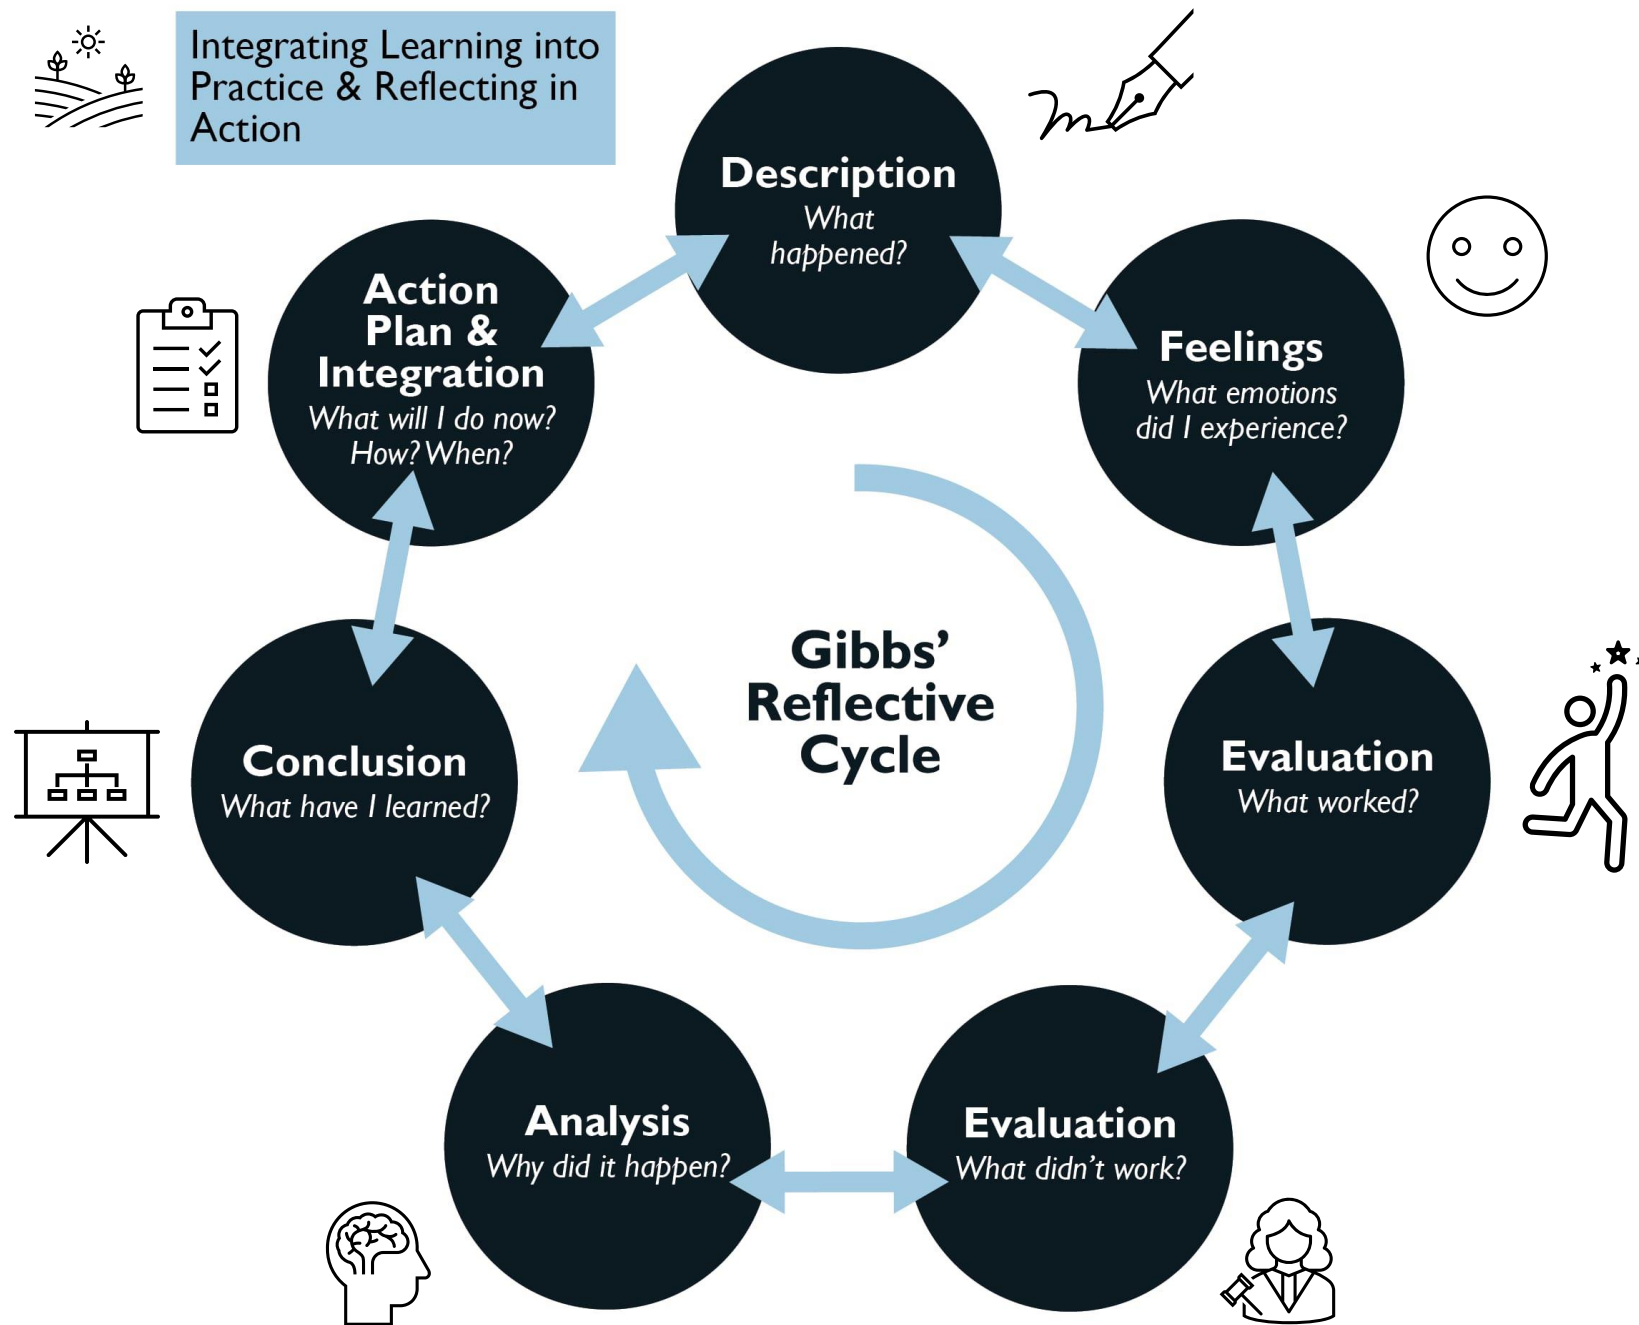 Integrating Learning into
Practice & Reflecting in
Action
Description
What
happened?
Feelings
What emotions
did I experience?
Evaluation
What worked?
Evaluation
What didn’t work?
Analysis
Why did it happen?
Conclusion
What have I learned?
Action
Plan &
Integration
What will I do now?
How? When?
Gibbs’
Reflective
Cycle